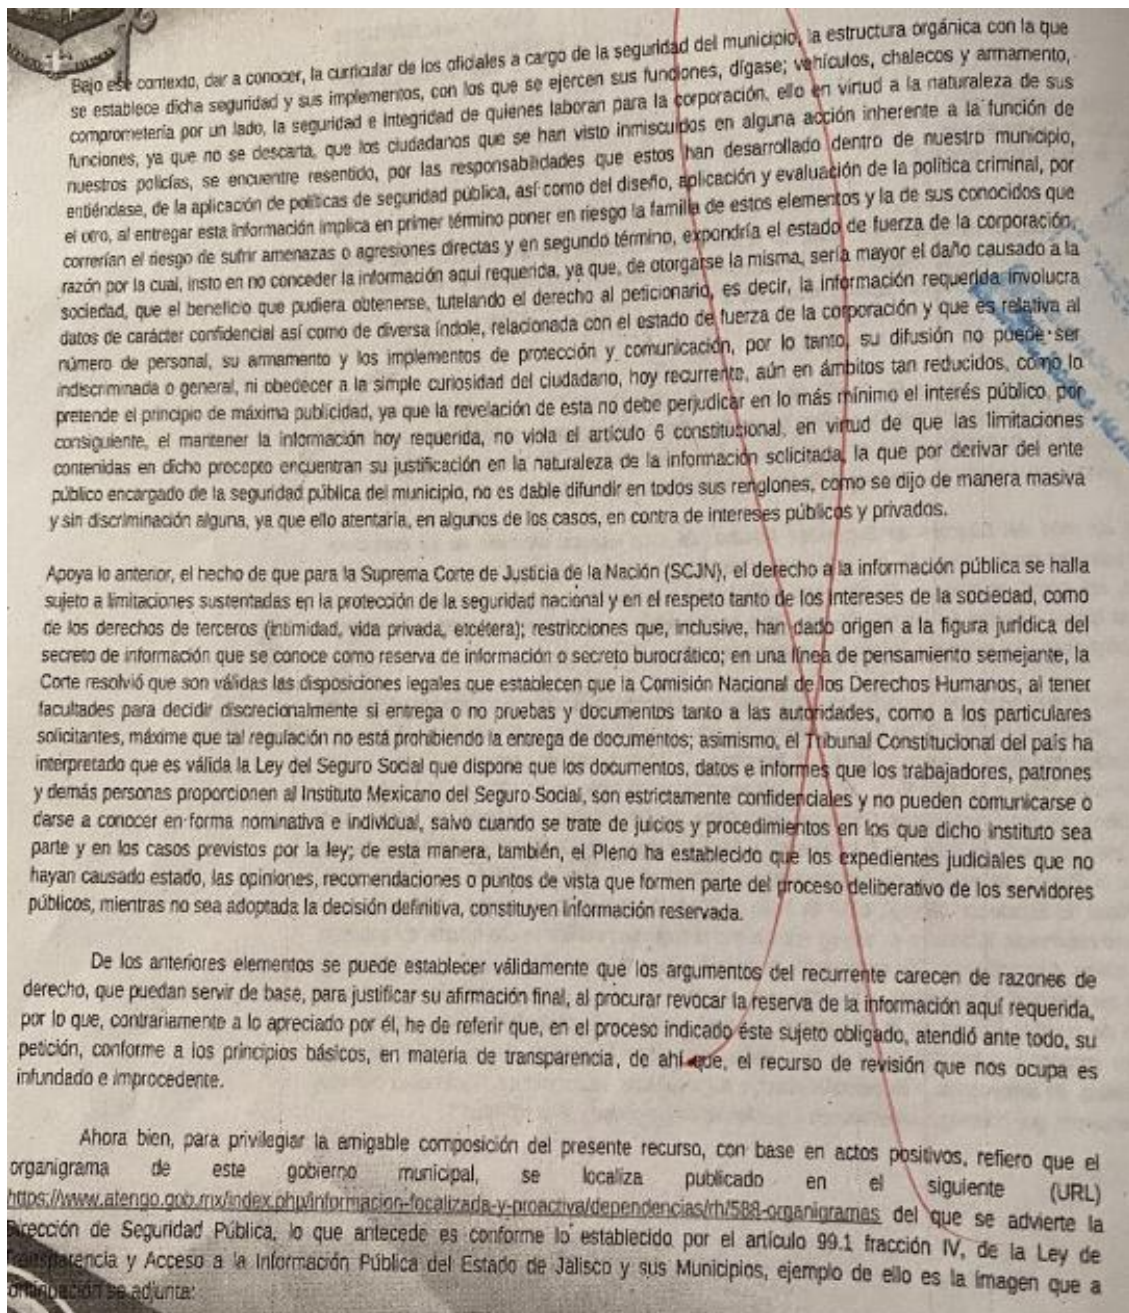 Bajo ese contexto, dar a conocer, la curricular de los oficiales a cargo de la seguridad del municipio, la estructura orgánica con la que
se establece dicha seguridad y sus implementos, con los que se ejercen sus funciones, dígase; vehículos, chalecos y armamento,
comprometería por un lado, la seguridad e integridad de quienes laboran para la corporación, ello en virtud a la naturaleza de sus
funciones, ya que no se descarta, que los ciudadanos que se han visto inmiscuidos en alguna acción inherente a la función de
nuestros policías, se encuentre resentido, por las responsabilidades que estos han desarrollado dentro de nuestro municipio,
entiéndase, de la aplicación de políticas de seguridad pública, así como del diseño, aplicación y evaluación de la política criminal, por
el otro, al entregar esta información implica en primer término poner en riesgo la familia de estos elementos y la de sus conocidos que
correrían el riesgo de sufrir amenazas o agresiones directas y en segundo término, expondría el estado de fuerza de la corporación,
razón por la cual, insto en no conceder la información aquí requerida, ya que, de otorgarse la misma, sería mayor el daño causado a la
sociedad, que el beneficio que pudiera obtenerse, tutelando el derecho al peticionario, es decir, la información requerida involucra
datos de carácter confidencial así como de diversa índole, relacionada con el estado de fuerza de la corporación y que es relativa al
número de personal, su armamento y los implementos de protección y comunicación, por lo tanto, su difusión no puede ser
indiscriminada o general, ni obedecer a la simple curiosidad del ciudadano, hoy recurrente, aún en ámbitos tan reducidos, como lo
pretende el principio de máxima publicidad, ya que la revelación de esta no debe perjudicar en lo más mínimo el interés público, por
consiguiente, el mantener la información hoy requerida, no viola el artículo 6 constitucional, en virtud de que las limitaciones
contenidas en dicho precepto encuentran su justificación en la naturaleza de la información solicitada, la que por derivar del ente
público encargado de la seguridad pública del municipio, no es dable difundir en todos sus renglones, como se dijo de manera masiva
y sin discriminación alguna, ya que ello atentaría, en algunos de los casos, en contra de intereses públicos y privados.
Apoya lo anterior, el hecho de que para la Suprema Corte de Justicia de la Nación (SCJN), el derecho a la información pública se halla
sujeto a limitaciones sustentadas en la protección de la seguridad nacional y en el respeto tanto de los intereses de la sociedad, como
de los derechos de terceros (intimidad, vida privada, etcétera); restricciones que, inclusive, han dado origen a la figura jurídica del
secreto de información que se conoce como reserva de información o secreto burocrático; en una línea de pensamiento semejante, la
Corte resolvió que son válidas las disposiciones legales que establecen que la Comisión Nacional de los Derechos Humanos, al tener
facultades para decidir discrecionalmente si entrega o no pruebas y documentos tanto a las autoridades, como a los particulares
solicitantes, máxime que tal regulación no está prohibiendo la entrega de documentos; asimismo, el Tribunal Constitucional del país ha
interpretado que es válida la Ley del Seguro Social que dispone que los documentos, datos e informes que los trabajadores, patrones
y demás personas proporcionen al Instituto Mexicano del Seguro Social, son estrictamente confidenciales y no pueden comunicarse o
darse a conocer en forma nominativa e individual, salvo cuando se trate de juicios y procedimientos en los que dicho instituto sea
parte y en los casos previstos por la ley; de esta manera, también, el Pleno ha establecido que los expedientes judiciales que no
hayan causado estado, las opiniones, recomendaciones o puntos de vista que formen parte del proceso deliberativo de los servidores
públicos, mientras no sea adoptada la decisión definitiva, constituyen información reservada.
De los anteriores elementos se puede establecer válidamente que los argumentos del recurrente carecen de razones de
derecho, que puedan servir de base, para justificar su afirmación final, al procurar revocar la reserva de la información aquí requerida,
por lo que, contrariamente a lo apreciado por él, he de referir que, en el proceso indicado éste sujeto obligado, atendió ante todo, su
petición, conforme a los principios básicos, en materia de transparencia, de ahí que, el recurso de revisión que nos ocupa es
infundado e improcedente.
Ahora bien, para privilegiar la amigable composición del presente recurso, con base en actos positivos, refiero que el
organigrama de este gobierno municipal, se localiza publicado en el siguiente (URL)
https://www.atengo.gob.mx/index.php/informacion-focalizada-y-proactiva/dependencias/rh/588-organigramas del que se advierte la
Dirección de Seguridad Pública, lo que antecede es conforme lo establecido por el artículo 99.1 fracción IV, de la Ley de
Transparencia y Acceso a la Información Pública del Estado de Jalisco y sus Municipios, ejemplo de ello es la imagen que a
continuación se adjunta: